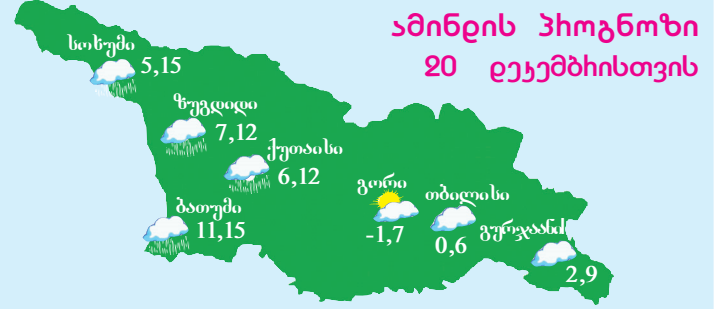 ამინდის პროგნოზი
20 დეკემბრისთვის
სოხუმი
5,15
ზუგდიდი
7,12
ქუთაისი
6,12
ბათუმი
11,15
გორი
-1,7
თბილისი
0,6
გურჯაანი
2,9